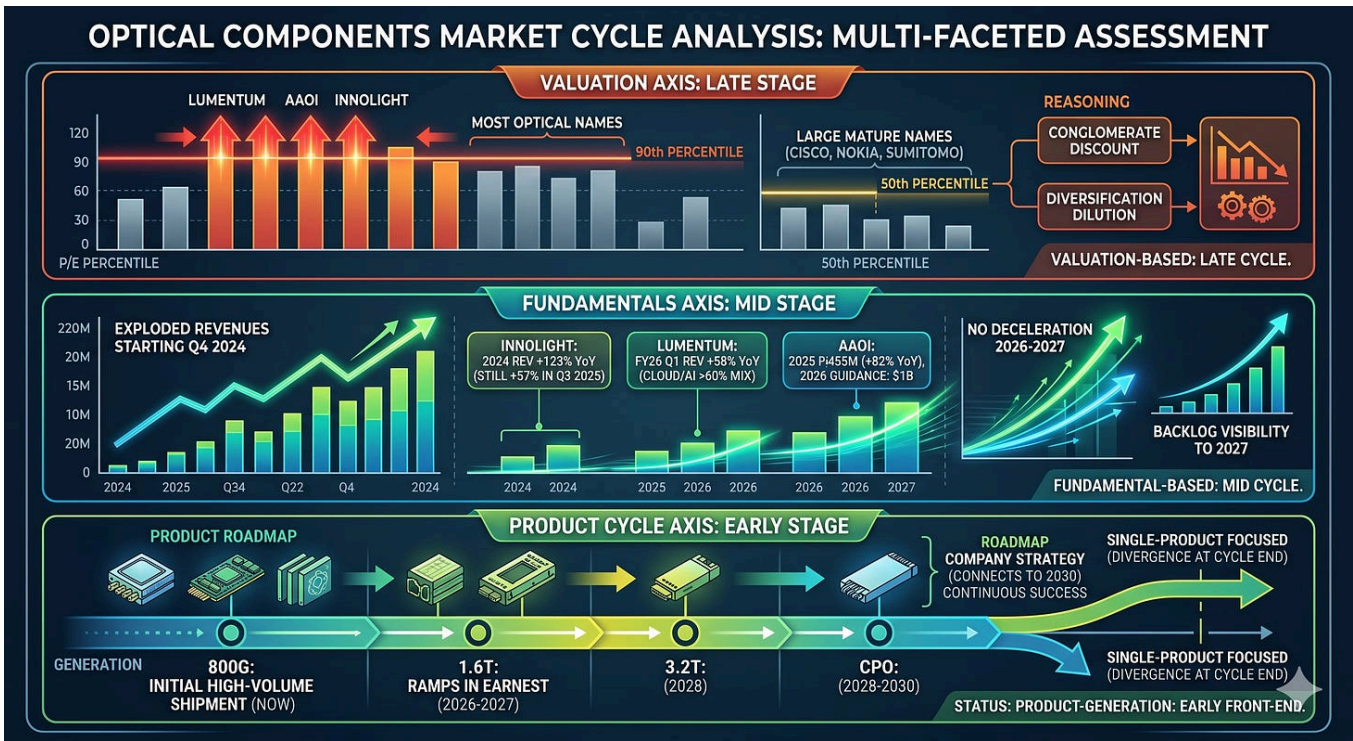 OPTICAL COMPONENTS MARKET CYCLE ANALYSIS: MULTI-FACETED ASSESSMENT
VALUATION AXIS: LATE STAGE
LUMENTUM AAOI INNOLIGHT
120
90
60
30
0
P/E PERCENTILE
MOST OPTICAL NAMES
90th PERCENTILE
LARGE MATURE NAMES
(CISCO, NOKIA, SUMITOMO)
50th PERCENTILE
50th PERCENTILE
REASONING
CONGLOMERATE
DISCOUNT
DIVERSIFICATION
DILUTION
VALUATION-BASED: LATE CYCLE.
FUNDAMENTALS AXIS: MID STAGE
220M
20M
15M
10M
20M
0
EXPLODED REVENUES
STARTING Q4 2024
2024 2025 Q34 Q22 Q4 2024
INNOLIGHT:
2024 REV +123% YoY
(STILL +57% IN Q3 2025)
LUMENTUM:
FY26 Q1 REV +58% YoY
(CLOUD/AI >60% MIX)
AAOI:
2025 Pi455M (+82% YoY),
2026 GUIDANCE: $1B
2024 2024 2025 2026 2026 2026 2026 2027
NO DECELERATION
2026-2027
BACKLOG VISIBILITY
TO 2027
FUNDAMENTAL-BASED: MID CYCLE.
PRODUCT CYCLE AXIS: EARLY STAGE
PRODUCT ROADMAP
GENERATION
800G:
INITIAL HIGH-VOLUME
SHIPMENT (NOW)
1.6T:
RAMPS IN EARNEST
(2026-2027)
3.2T:
(2028)
CPO:
(2028-2030)
ROADMAP
COMPANY STRATEGY
(CONNECTS TO 2030)
CONTINUOUS SUCCESS
SINGLE-PRODUCT FOCUSED
(DIVERGENCE AT CYCLE END)
SINGLE-PRODUCT FOCUSED
(DIVERGENCE AT CYCLE END)
STATUS: PRODUCT-GENERATION: EARLY FRONT-END.